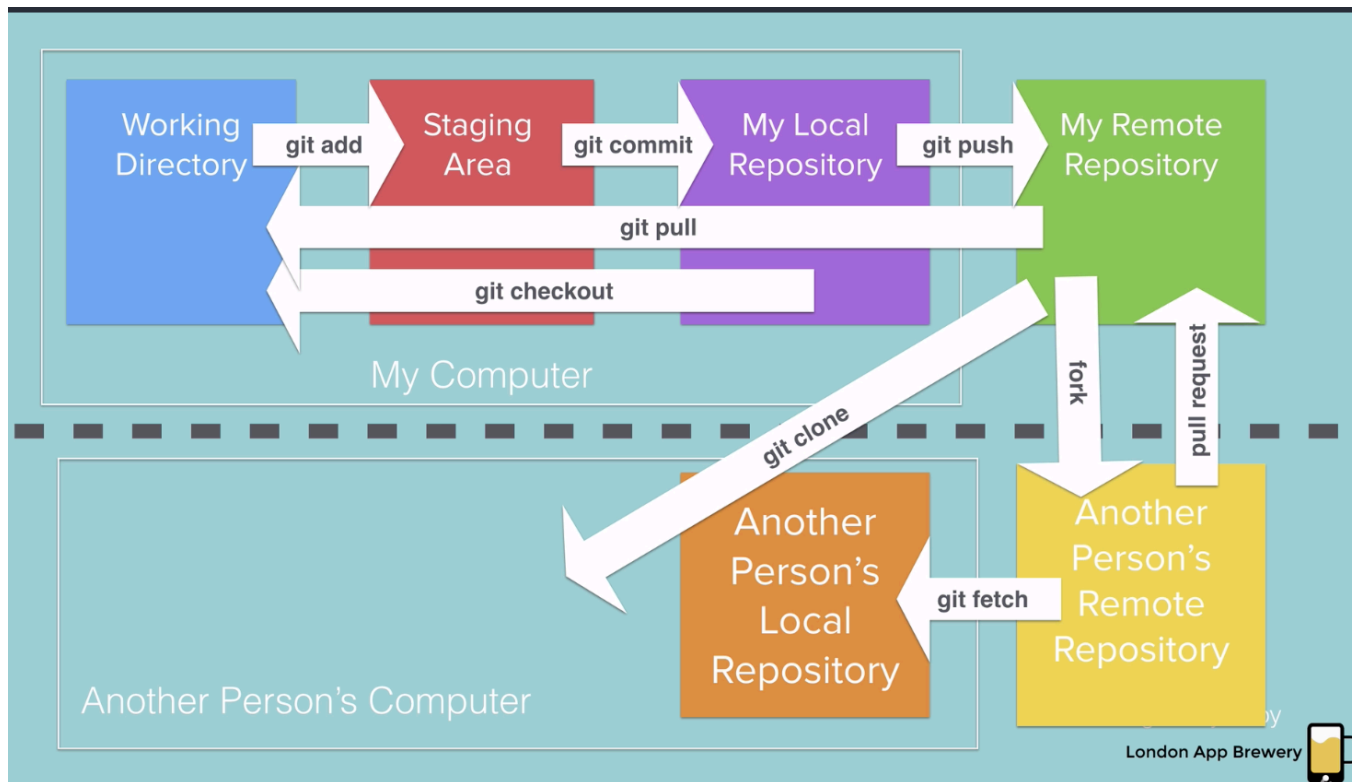 Working
Directory
git add
Staging
Area
git commit
My Local
Repository
git push
My Remote
Repository
git pull
git checkout
My Computer
git clone
fork
pull request
Another
Person’s
Local
Repository
git fetch
Another
Person’s
Remote
Repository
Another Person’s Computer
London App Brewery